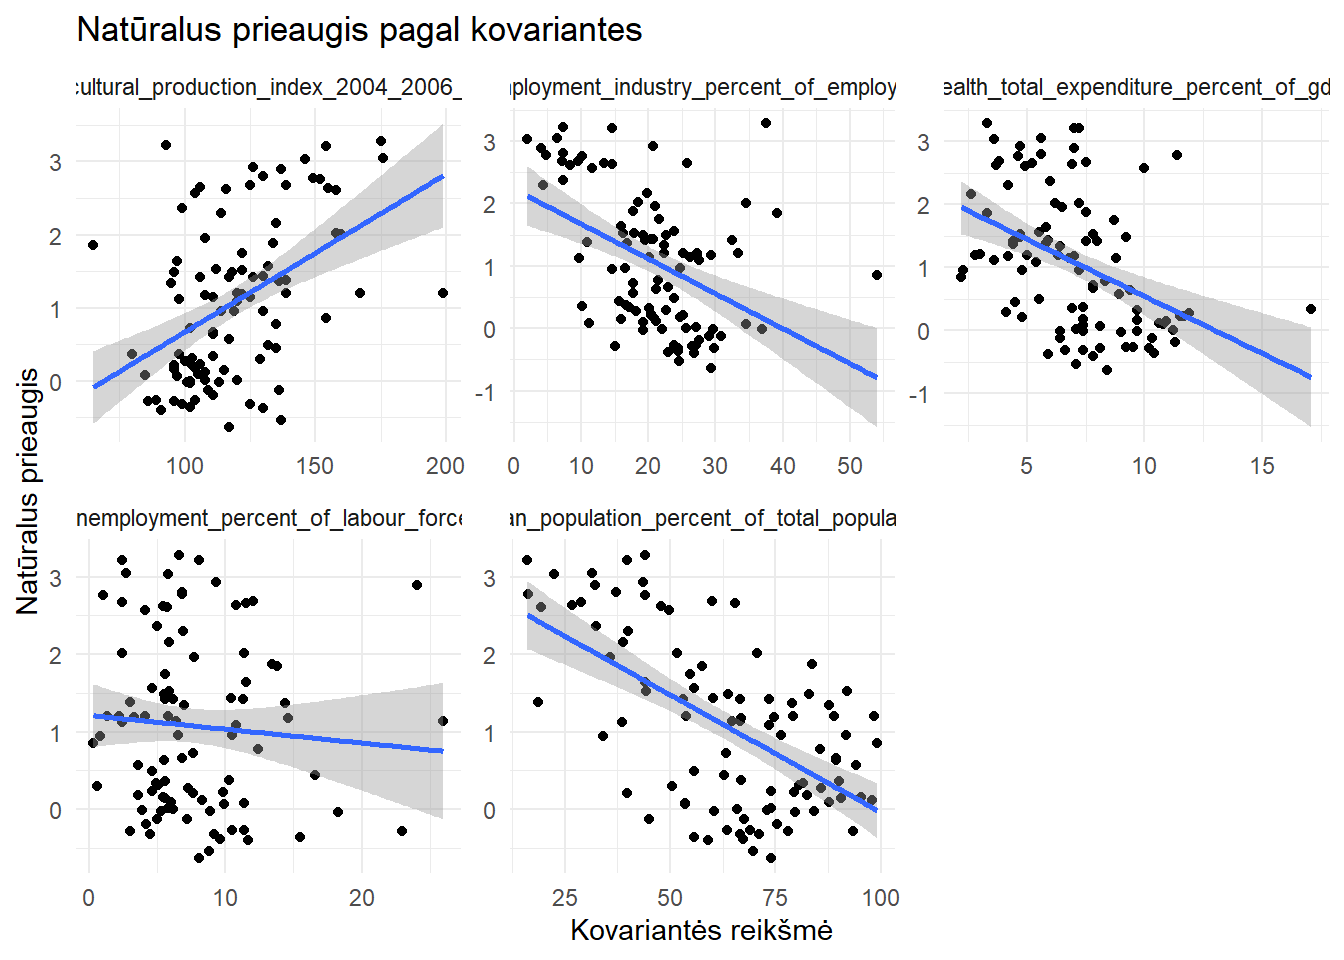 Natūralus prieaugis pagal kovariantes
cultural_production_index_2004_2006_
ployment_industry_percent_of_employ
ealth_total_expenditure_percent_of_gd
3
2
1
0
3
2
1
0
-1
3
2
1
0
-1
100 150 200
0 10 20 30 40 50
5 10 15
nemployment_percent_of_labour_force
an_population_percent_of_total_popula
3
2
1
0
3
2
1
0
0 10 20
25 50 75 100
Natūralus prieaugis
Kovariantės reikšmė